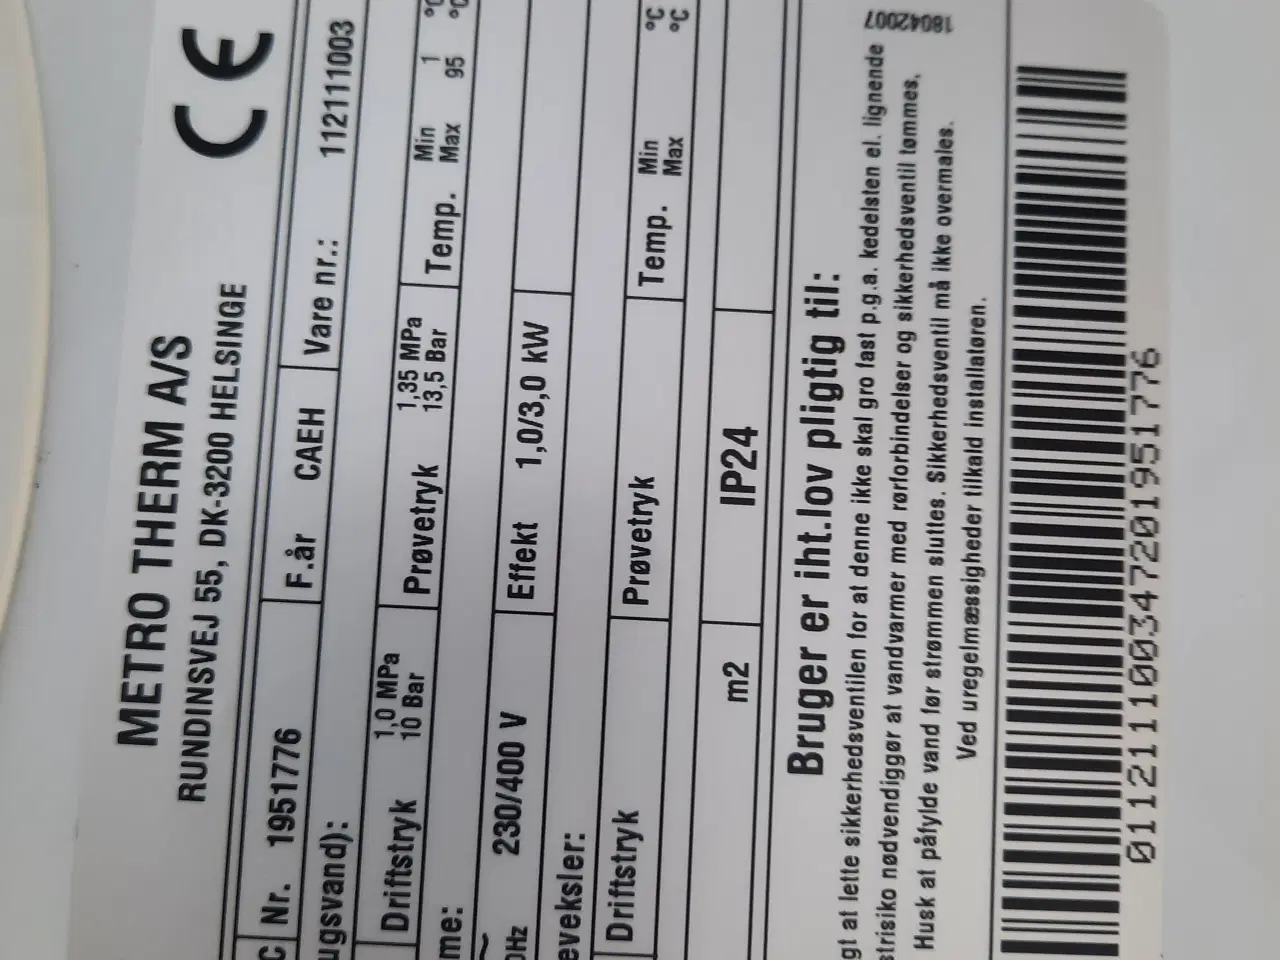 METRO THERM A/S
RUNDINSVEJ 55, DK-3200 HELSINGE
CE
C Nr. 1951776 F.år CAEH Vare nr.: 112111003
ugsvand):
Driftstryk 1,0 MPa 10 Bar Prøvetryk 1,35 MPa 13,5 Bar Temp. Min 1 °C Max 95 °C
me:
~ 0Hz 230/400 V Effekt 1,0/3,0 kW
eveksler:
Driftstryk Prøvetryk Temp. Min °C Max °C
m2 IP24
Bruger er iht.lov pligtig til:
18042007
gt at lette sikkerhedsventilen for at denne ikke skal gro fast p.g.a. kedelsten el. lignende
strisiko nødvendiggør at vandvarmer med rørforbindelser og sikkerhedsventil tømmes.
Husk at påfylde vand før strømmen sluttes. Sikkerhedsventil må ikke overmales.
Ved uregelmæssigheder tilkald installatøren.
011211100347201951776